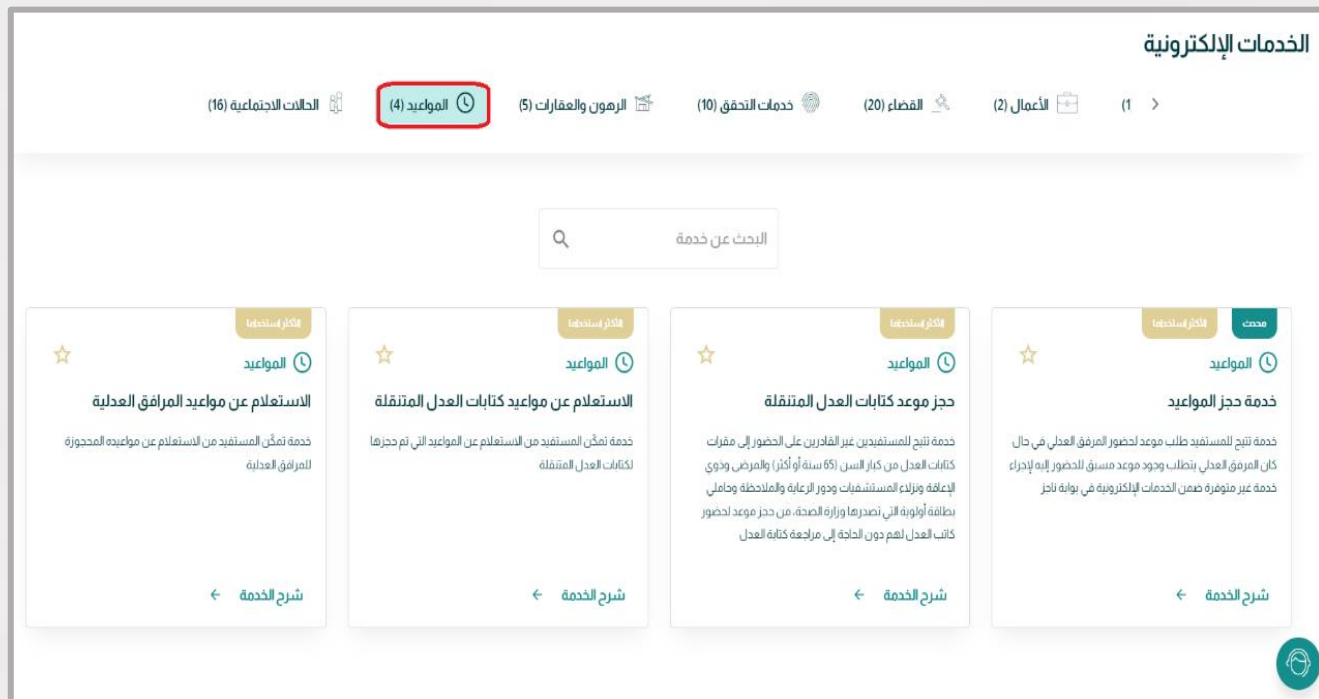 الخدمات الإلكترونية
1)
الأعمال (2)
القضاء (20)
خدمات التحقق (10)
الرهون والعقارات (5)
المواعيد (4)
الحالات الاجتماعية (16)
البحث عن خدمة
محدث
الأكثر استخداما
المواعيد
خدمة حجز المواعيد
خدمة تتيح للمستفيد طلب موعد لحضور المرفق العدلي في حال
كان المرفق العدلي يتطلب وجود موعد مسبق للحضور إليه لإجراء
خدمة غير متوفرة ضمن الخدمات الإلكترونية في بوابة ناجز
شرح الخدمة
الأكثر استخداما
المواعيد
حجز موعد كتابات العدل المتنقلة
خدمة تتيح للمستفيدين غير القادرين على الحضور إلى مقرات
كتابات العدل من كبار السن (65 سنة أو أكثر) والمرضى وذوي
الإعاقة ونزلاء المستشفيات ودور الرعاية والملاحظة وحاملي
بطاقة أولوية التي تصدرها وزارة الصحة، من حجز موعد لحضور
كاتب العدل لهم دون الحاجة إلى مراجعة كتابة العدل
شرح الخدمة
الأكثر استخداما
المواعيد
الاستعلام عن مواعيد كتابات العدل المتنقلة
خدمة تمكّن المستفيد من الاستعلام عن المواعيد التي تم حجزها
لكتابات العدل المتنقلة
شرح الخدمة
الأكثر استخداما
المواعيد
الاستعلام عن مواعيد المرافق العدلية
خدمة تمكّن المستفيد من الاستعلام عن مواعيده المحجوزة
للمرافق العدلية
شرح الخدمة